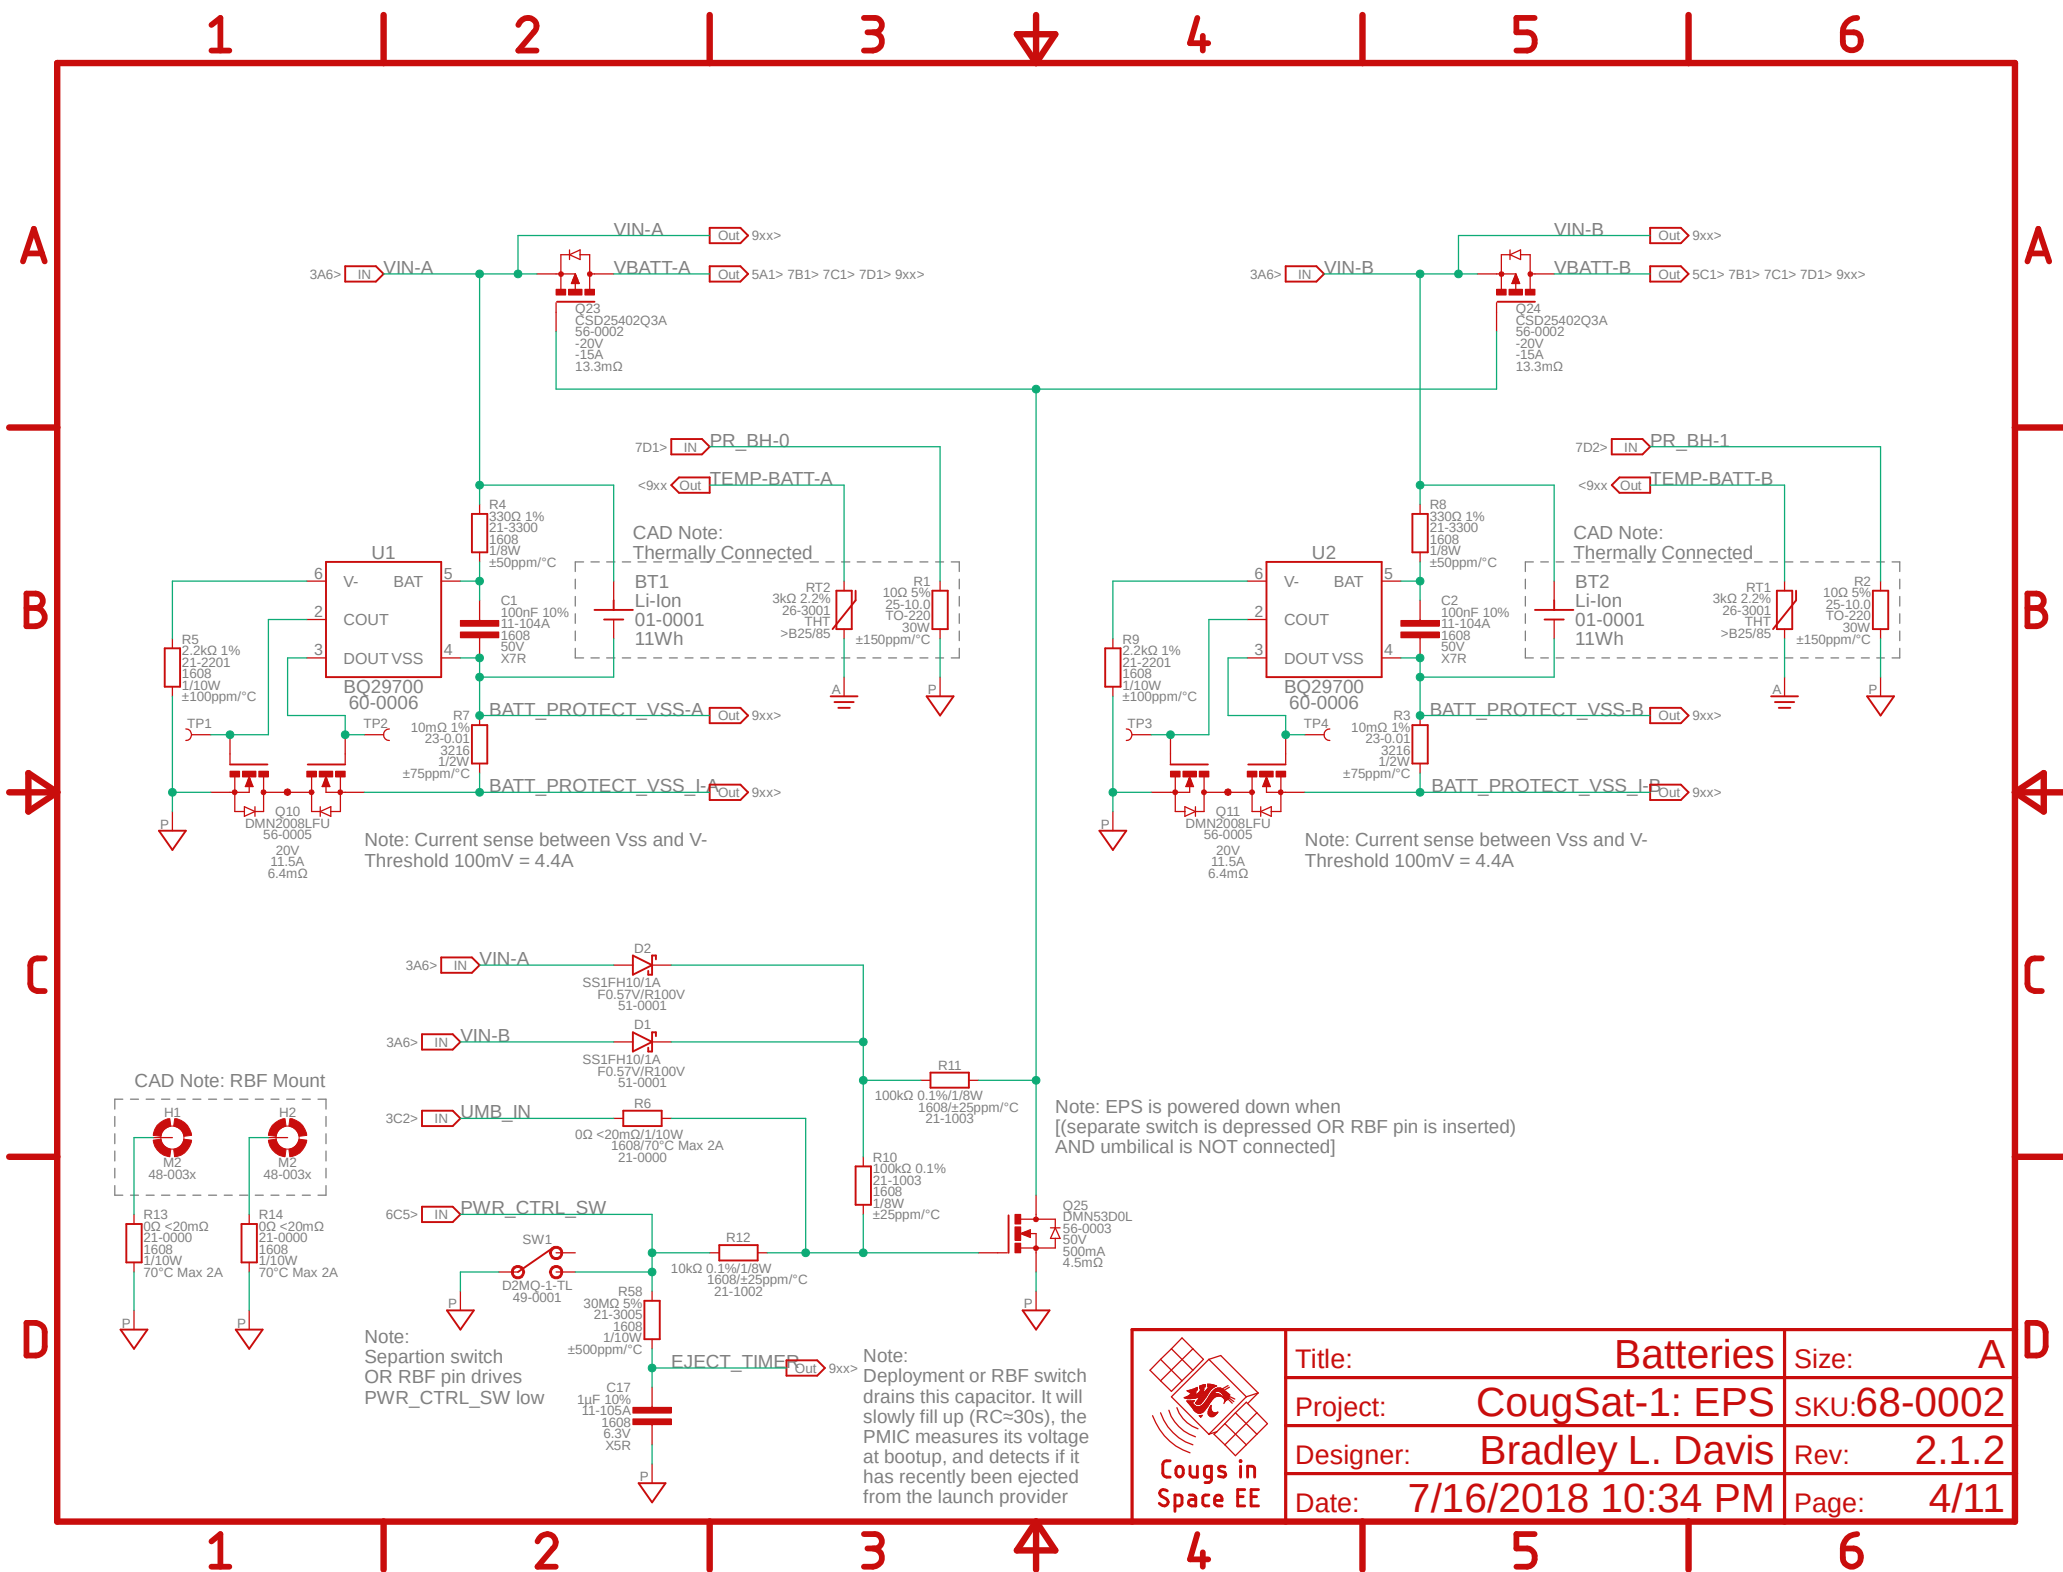 1 2 3 4 5 6
A A
VIN-A Out 9xx>
3A6> IN VIN-A VBATT-A Out 5A1> 7B1> 7C1> 7D1> 9xx>
Q23
CSD25402Q3A
56-0002
-20V
-15A
13.3mΩ
VIN-B Out 9xx>
3A6> IN VIN-B VBATT-B Out 5C1> 7B1> 7C1> 7D1> 9xx>
Q24
CSD25402Q3A
56-0002
-20V
-15A
13.3mΩ
B B
7D1> IN PR_BH-0
<9xx Out TEMP-BATT-A
R4
330Ω 1%
21-3300
1608
1/8W
±50ppm/°C
CAD Note:
Thermally Connected
U1
6 V- BAT 5
2 COUT
3 DOUT VSS 4
BQ29700
60-0006
C1
100nF 10%
11-104A
1608
50V
X7R
BT1
Li-Ion
01-0001
11Wh
RT2
3kΩ 2.2%
26-3001
THT
>B25/85
R1
10Ω 5%
25-10.0
TO-220
30W
±150ppm/°C
A
P
R5
2.2kΩ 1%
21-2201
1608
1/10W
±100ppm/°C
TP1
TP2
R7
10mΩ 1%
23-0.01
3216
1/2W
±75ppm/°C
BATT_PROTECT_VSS-A Out 9xx>
BATT_PROTECT_VSS_I-A Out 9xx>
P
Q10
DMN2008LFU
56-0005
20V
11.5A
6.4mΩ
Note: Current sense between Vss and V-
Threshold 100mV = 4.4A
7D2> IN PR_BH-1
<9xx Out TEMP-BATT-B
R8
330Ω 1%
21-3300
1608
1/8W
±50ppm/°C
CAD Note:
Thermally Connected
U2
6 V- BAT 5
2 COUT
3 DOUT VSS 4
BQ29700
60-0006
C2
100nF 10%
11-104A
1608
50V
X7R
BT2
Li-Ion
01-0001
11Wh
RT1
3kΩ 2.2%
26-3001
THT
>B25/85
R2
10Ω 5%
25-10.0
TO-220
30W
±150ppm/°C
A
P
R9
2.2kΩ 1%
21-2201
1608
1/10W
±100ppm/°C
TP3
TP4
R3
10mΩ 1%
23-0.01
3216
1/2W
±75ppm/°C
BATT_PROTECT_VSS-B Out 9xx>
BATT_PROTECT_VSS_I-B Out 9xx>
P
Q11
DMN2008LFU
56-0005
20V
11.5A
6.4mΩ
Note: Current sense between Vss and V-
Threshold 100mV = 4.4A
C C
3A6> IN VIN-A
D2
SS1FH10/1A
F0.57V/R100V
51-0001
3A6> IN VIN-B
D1
SS1FH10/1A
F0.57V/R100V
51-0001
3C2> IN UMB_IN
R6
0Ω <20mΩ/1/10W
1608/70°C Max 2A
21-0000
R11
100kΩ 0.1%/1/8W
1608/±25ppm/°C
21-1003
Note: EPS is powered down when
[(separate switch is depressed OR RBF pin is inserted)
AND umbilical is NOT connected]
CAD Note: RBF Mount
H1
M2
48-003x
H2
M2
48-003x
R13
0Ω <20mΩ
21-0000
1608
1/10W
70°C Max 2A
P
R14
0Ω <20mΩ
21-0000
1608
1/10W
70°C Max 2A
P
R10
100kΩ 0.1%
21-1003
1608
1/8W
±25ppm/°C
6C5> IN PWR_CTRL_SW
SW1
D2MQ-1-TL
49-0001
P
R12
10kΩ 0.1%/1/8W
1608/±25ppm/°C
21-1002
Q25
DMN53D0L
56-0003
50V
500mA
4.5mΩ
P
D D
R58
30MΩ 5%
21-3005
1608
1/10W
±500ppm/°C
EJECT_TIMER Out 9xx>
C17
1µF 10%
11-105A
1608
6.3V
X5R
P
Note:
Separtion switch
OR RBF pin drives
PWR_CTRL_SW low
Note:
Deployment or RBF switch
drains this capacitor. It will
slowly fill up (RC≈30s), the
PMIC measures its voltage
at bootup, and detects if it
has recently been ejected
from the launch provider
Cougs in
Space EE
Title: Batteries Size: A
Project: CougSat-1: EPS SKU:68-0002
Designer: Bradley L. Davis Rev: 2.1.2
Date: 7/16/2018 10:34 PM Page: 4/11
1 2 3 4 5 6